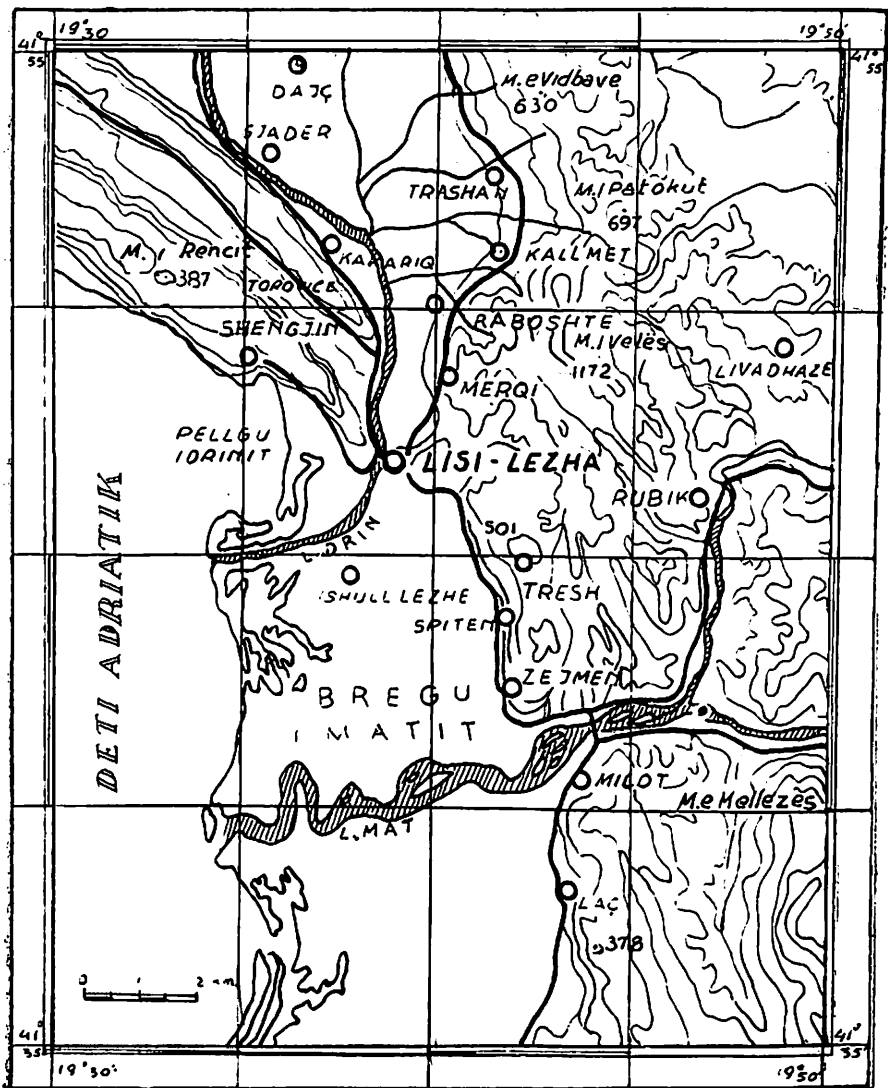 19° 30
19° 50
41°
55
41°
55
DAJÇ
M. e Vidbave
630
SJADER
TRASHAN
M. I Patokut
697
M. i Rencit
387
KAKARIQ
KALLMET
TOPOVICE
SHENGJIN
RABOSHTE
M. I Velës
1172
LIVADHAZE
MERQI
PELLGU
I DRINIT
LISI - LEZHA
RUBIK
DETI ADRIATIK
L. DRIN
501
TRESH
ISHULL LEZHE
SPITEN
ZEJMEN
BREGU
I MATIT
MILOT
M. e Mellezës
L. MAT
LAÇ
378
0 1 2
41°
35
41°
35
19° 30'
19° 50